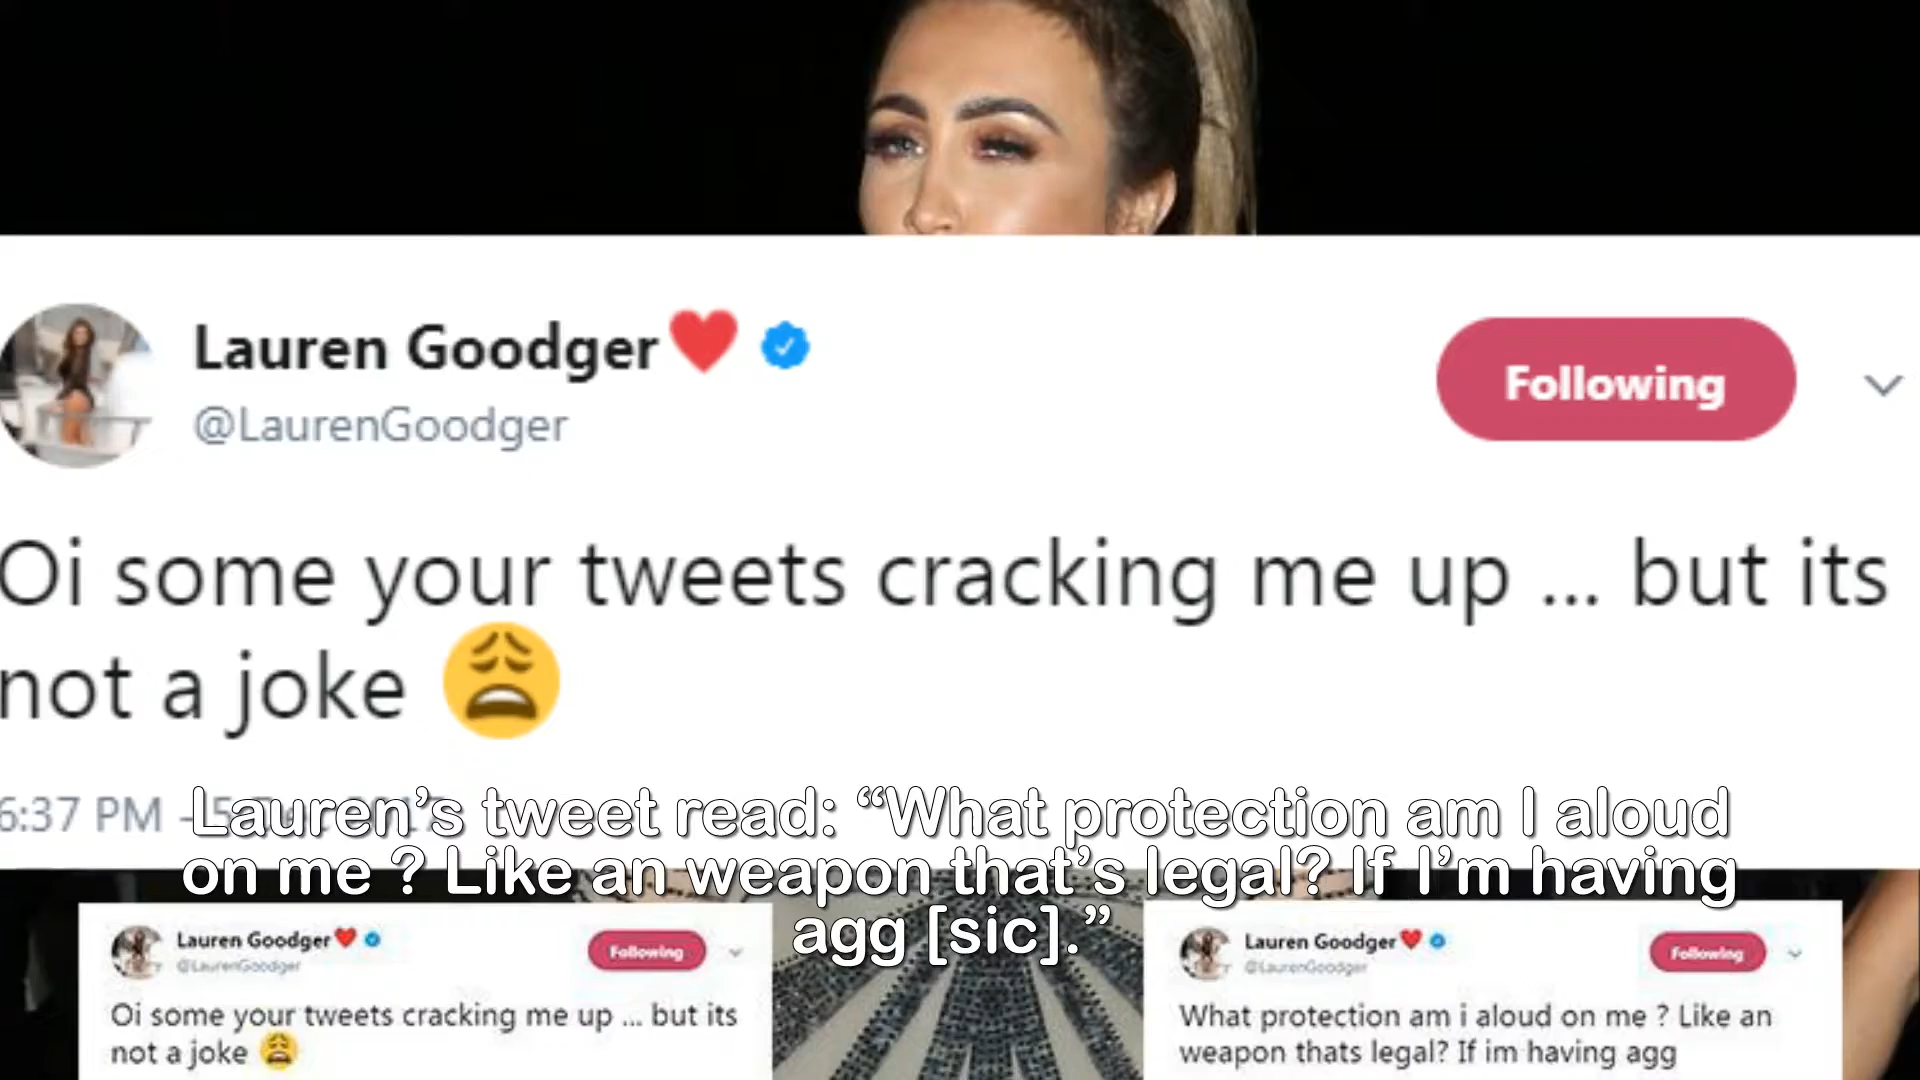 Lauren Goodger
@LaurenGoodger
Following
Oi some your tweets cracking me up ... but its
not a joke
6:37 PM
Lauren’s tweet read: “What protection am I aloud
on me ? Like an weapon that’s legal? If I’m having
agg [sic].”
Lauren Goodger
@LaurenGoodger
Following
Oi some your tweets cracking me up ... but its
not a joke
Lauren Goodger
@LaurenGoodger
Following
What protection am i aloud on me ? Like an
weapon thats legal? If im having agg